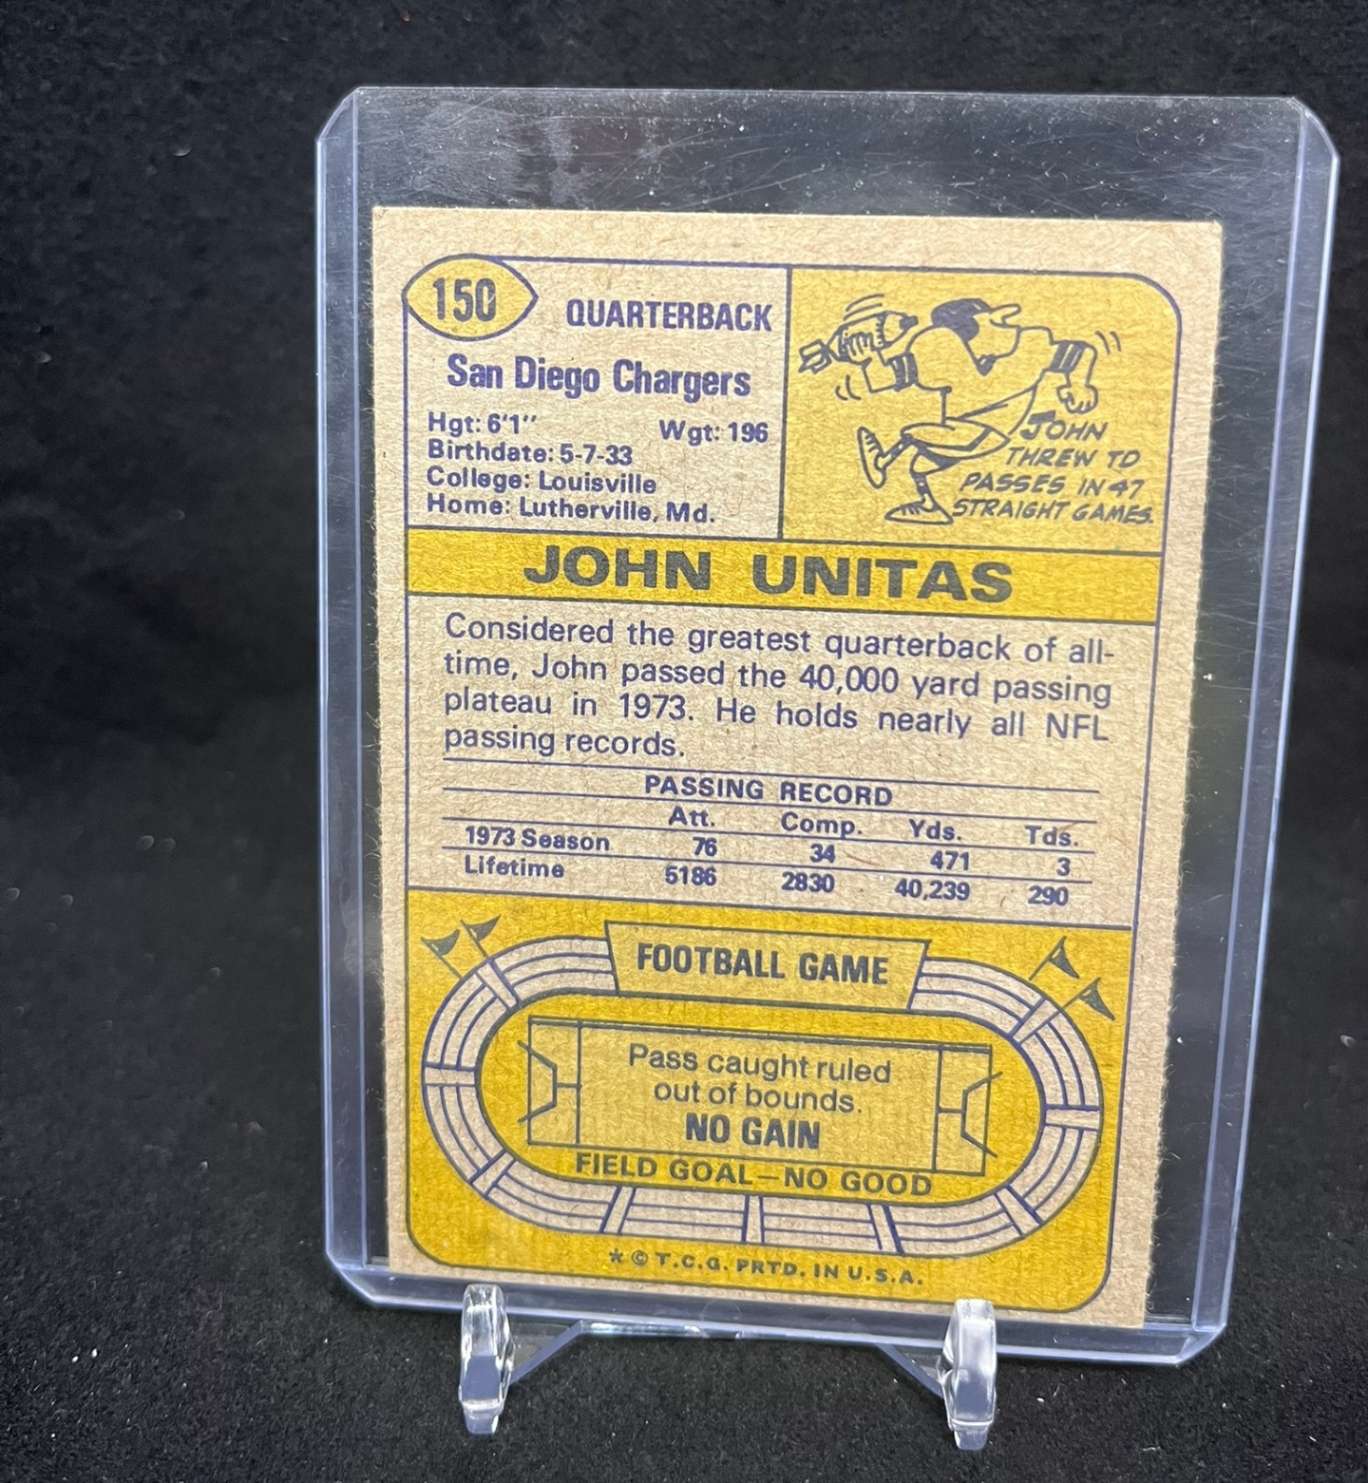 150
QUARTERBACK
San Diego Chargers
Hgt: 6'1" Wgt: 196
Birthdate: 5-7-33
College: Louisville
Home: Lutherville, Md.
JOHN
THREW TD
PASSES IN 47
STRAIGHT GAMES.
JOHN UNITAS
Considered the greatest quarterback of all-
time, John passed the 40,000 yard passing
plateau in 1973. He holds nearly all NFL
passing records.
PASSING RECORD
Att. Comp. Yds. Tds.
1973 Season 76 34 471 3
Lifetime 5186 2830 40,239 290
FOOTBALL GAME
Pass caught ruled
out of bounds.
NO GAIN
FIELD GOAL—NO GOOD
* © T.C.G. PRTD. IN U.S.A.